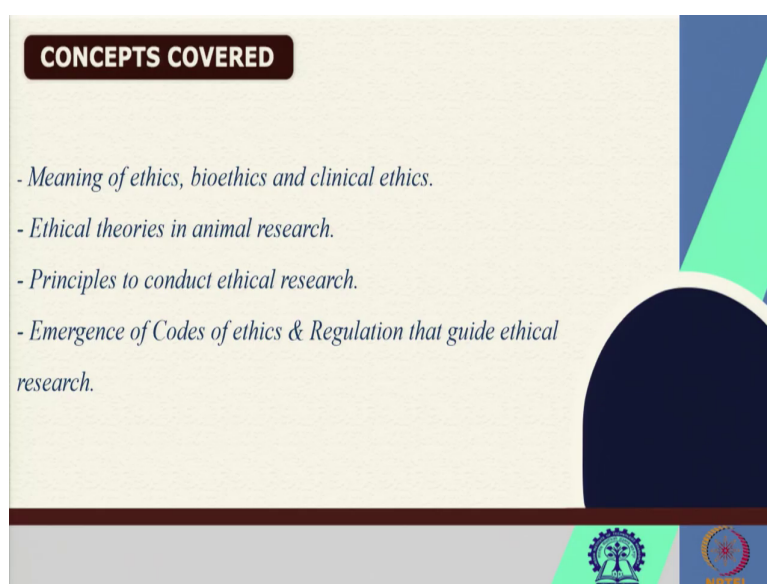 CONCEPTS COVERED
- Meaning of ethics, bioethics and clinical ethics.
- Ethical theories in animal research.
- Principles to conduct ethical research.
- Emergence of Codes of ethics & Regulation that guide ethical
research.
NPTEL